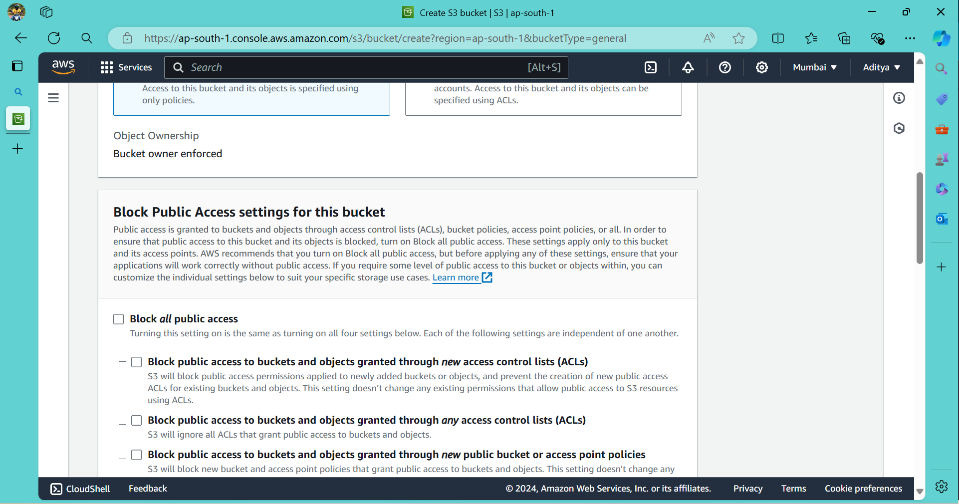 Create S3 bucket | S3 | ap-south-1
https://ap-south-1.console.aws.amazon.com/s3/bucket/create?region=ap-south-1&bucketType=general
aws
Services
Search
[Alt+S]
Mumbai
Aditya
Access to this bucket and its objects is specified using
only policies.
accounts. Access to this bucket and its objects can be
specified using ACLs.
Object Ownership
Bucket owner enforced
Block Public Access settings for this bucket
Public access is granted to buckets and objects through access control lists (ACLs), bucket policies, access point policies, or all. In order to
ensure that public access to this bucket and its objects is blocked, turn on Block all public access. These settings apply only to this bucket
and its access points. AWS recommends that you turn on Block all public access, but before applying any of these settings, ensure that your
applications will work correctly without public access. If you require some level of public access to this bucket or objects within, you can
customize the individual settings below to suit your specific storage use cases. Learn more
Block all public access
Turning this setting on is the same as turning on all four settings below. Each of the following settings are independent of one another.
Block public access to buckets and objects granted through new access control lists (ACLs)
S3 will block public access permissions applied to newly added buckets or objects, and prevent the creation of new public access
ACLs for existing buckets and objects. This setting doesn't change any existing permissions that allow public access to S3 resources
using ACLs.
Block public access to buckets and objects granted through any access control lists (ACLs)
S3 will ignore all ACLs that grant public access to buckets and objects.
Block public access to buckets and objects granted through new public bucket or access point policies
S3 will block new bucket and access point policies that grant public access to buckets and objects. This setting doesn't change any
CloudShell
Feedback
© 2024, Amazon Web Services, Inc. or its affiliates.
Privacy
Terms
Cookie preferences